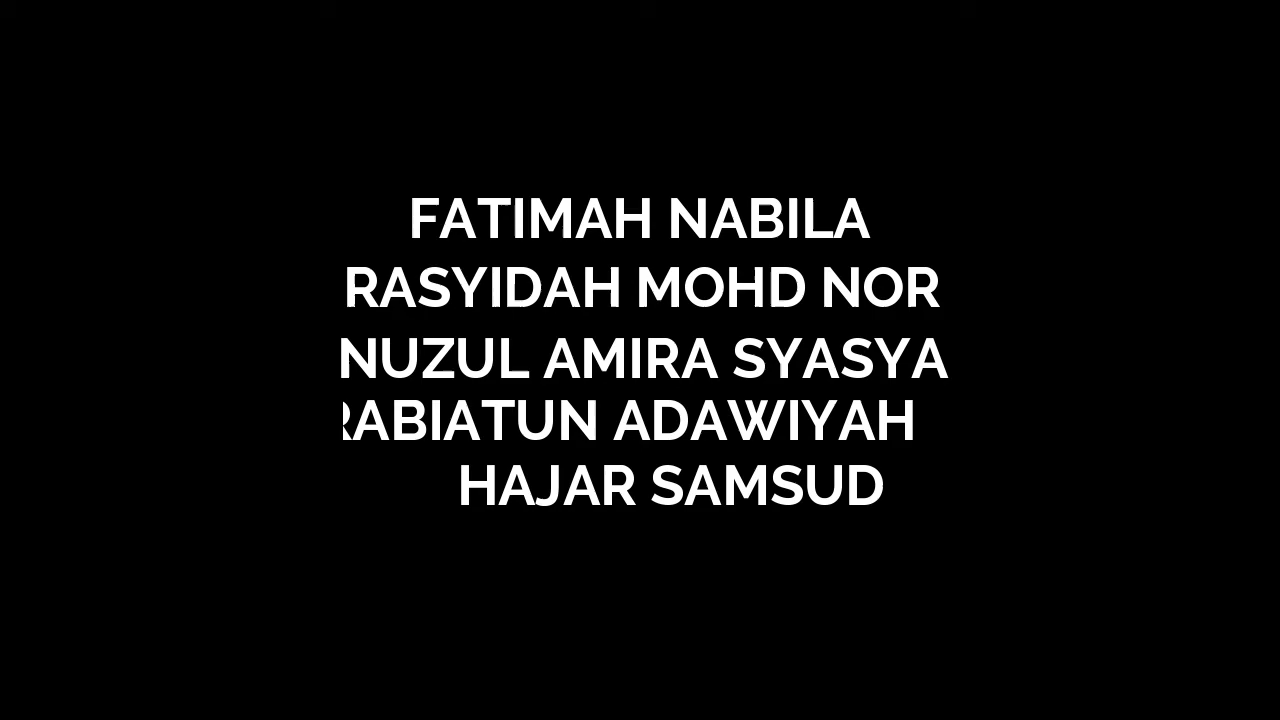 FATIMAH NABILA
RASYIDAH MOHD NOR
NUZUL AMIRA SYASYA
RABIATUN ADAWIYAH
HAJAR SAMSUD